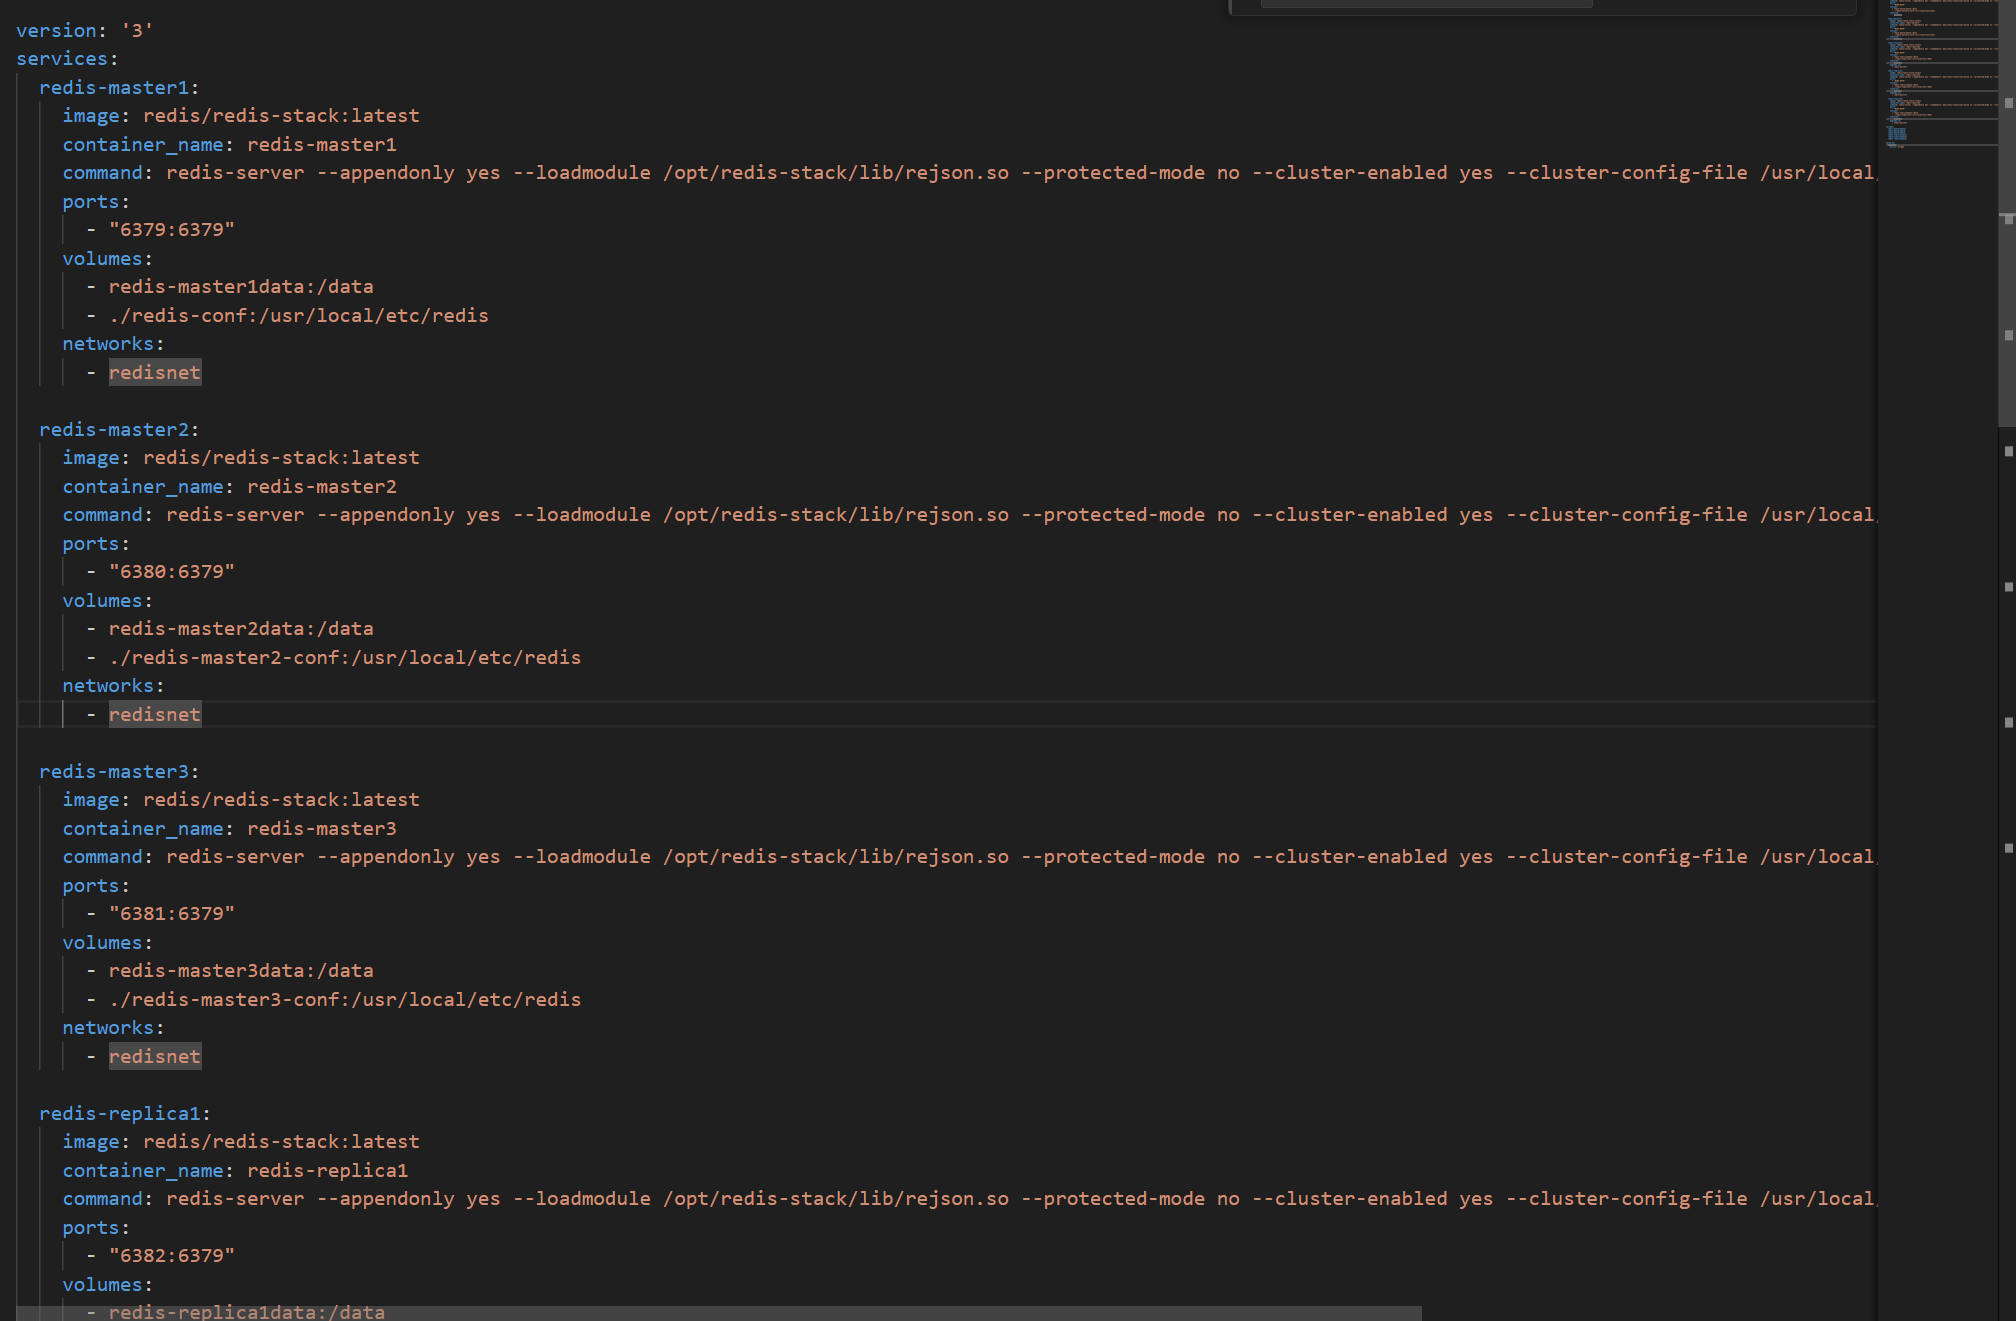 version: '3'
services:
  redis-master1:
    image: redis/redis-stack:latest
    container_name: redis-master1
    command: redis-server --appendonly yes --loadmodule /opt/redis-stack/lib/rejson.so --protected-mode no --cluster-enabled yes --cluster-config-file /usr/local/
    ports:
      - "6379:6379"
    volumes:
      - redis-master1data:/data
      - ./redis-conf:/usr/local/etc/redis
    networks:
      - redisnet

  redis-master2:
    image: redis/redis-stack:latest
    container_name: redis-master2
    command: redis-server --appendonly yes --loadmodule /opt/redis-stack/lib/rejson.so --protected-mode no --cluster-enabled yes --cluster-config-file /usr/local/
    ports:
      - "6380:6379"
    volumes:
      - redis-master2data:/data
      - ./redis-master2-conf:/usr/local/etc/redis
    networks:
      - redisnet

  redis-master3:
    image: redis/redis-stack:latest
    container_name: redis-master3
    command: redis-server --appendonly yes --loadmodule /opt/redis-stack/lib/rejson.so --protected-mode no --cluster-enabled yes --cluster-config-file /usr/local/
    ports:
      - "6381:6379"
    volumes:
      - redis-master3data:/data
      - ./redis-master3-conf:/usr/local/etc/redis
    networks:
      - redisnet

  redis-replica1:
    image: redis/redis-stack:latest
    container_name: redis-replica1
    command: redis-server --appendonly yes --loadmodule /opt/redis-stack/lib/rejson.so --protected-mode no --cluster-enabled yes --cluster-config-file /usr/local/
    ports:
      - "6382:6379"
    volumes:
      - redis-replica1data:/data